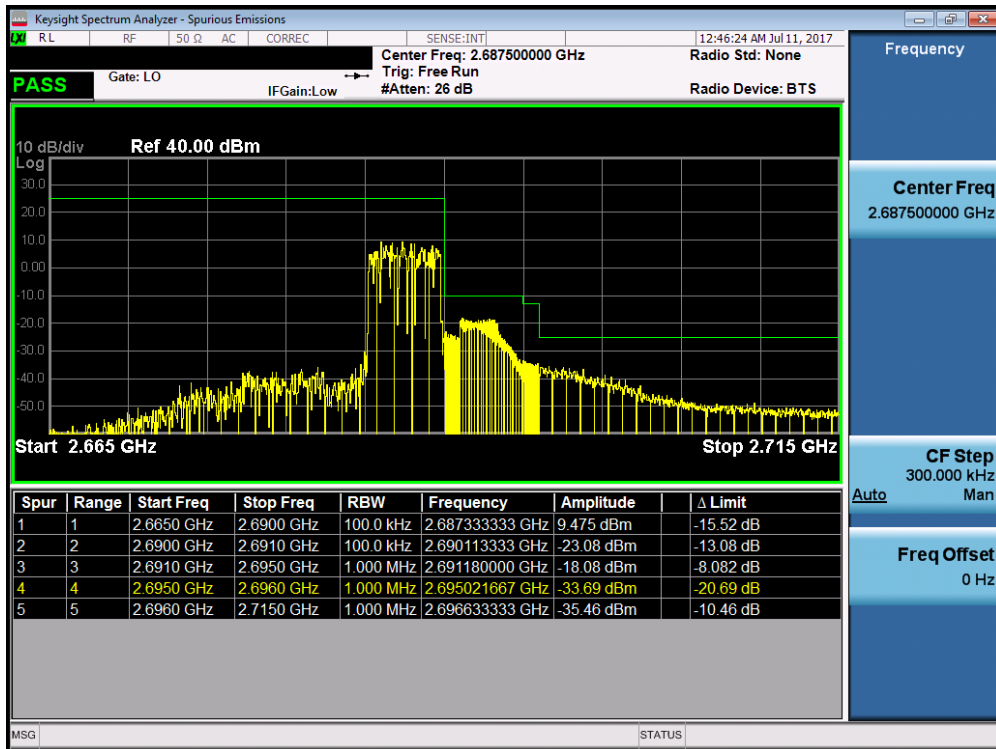 Keysight Spectrum Analyzer - Spurious Emissions
LXI RL RF 50 Ω AC CORREC SENSE:INT 12:46:24 AM Jul 11, 2017
Center Freq: 2.687500000 GHz Radio Std: None
PASS Gate: LO Trig: Free Run
IFGain:Low #Atten: 26 dB Radio Device: BTS
10 dB/div Ref 40.00 dBm
Log
30.0
20.0
10.0
0.00
-10.0
-20.0
-30.0
-40.0
-50.0
Start 2.665 GHz Stop 2.715 GHz
Spur Range Start Freq Stop Freq RBW Frequency Amplitude Δ Limit
1 1 2.6650 GHz 2.6900 GHz 100.0 kHz 2.687333333 GHz 9.475 dBm -15.52 dB
2 2 2.6900 GHz 2.6910 GHz 100.0 kHz 2.690113333 GHz -23.08 dBm -13.08 dB
3 3 2.6910 GHz 2.6950 GHz 1.000 MHz 2.691180000 GHz -18.08 dBm -8.082 dB
4 4 2.6950 GHz 2.6960 GHz 1.000 MHz 2.695021667 GHz -33.69 dBm -20.69 dB
5 5 2.6960 GHz 2.7150 GHz 1.000 MHz 2.696633333 GHz -35.46 dBm -10.46 dB
MSG STATUS
Frequency
Center Freq
2.687500000 GHz
CF Step
300.000 kHz
Auto Man
Freq Offset
0 Hz